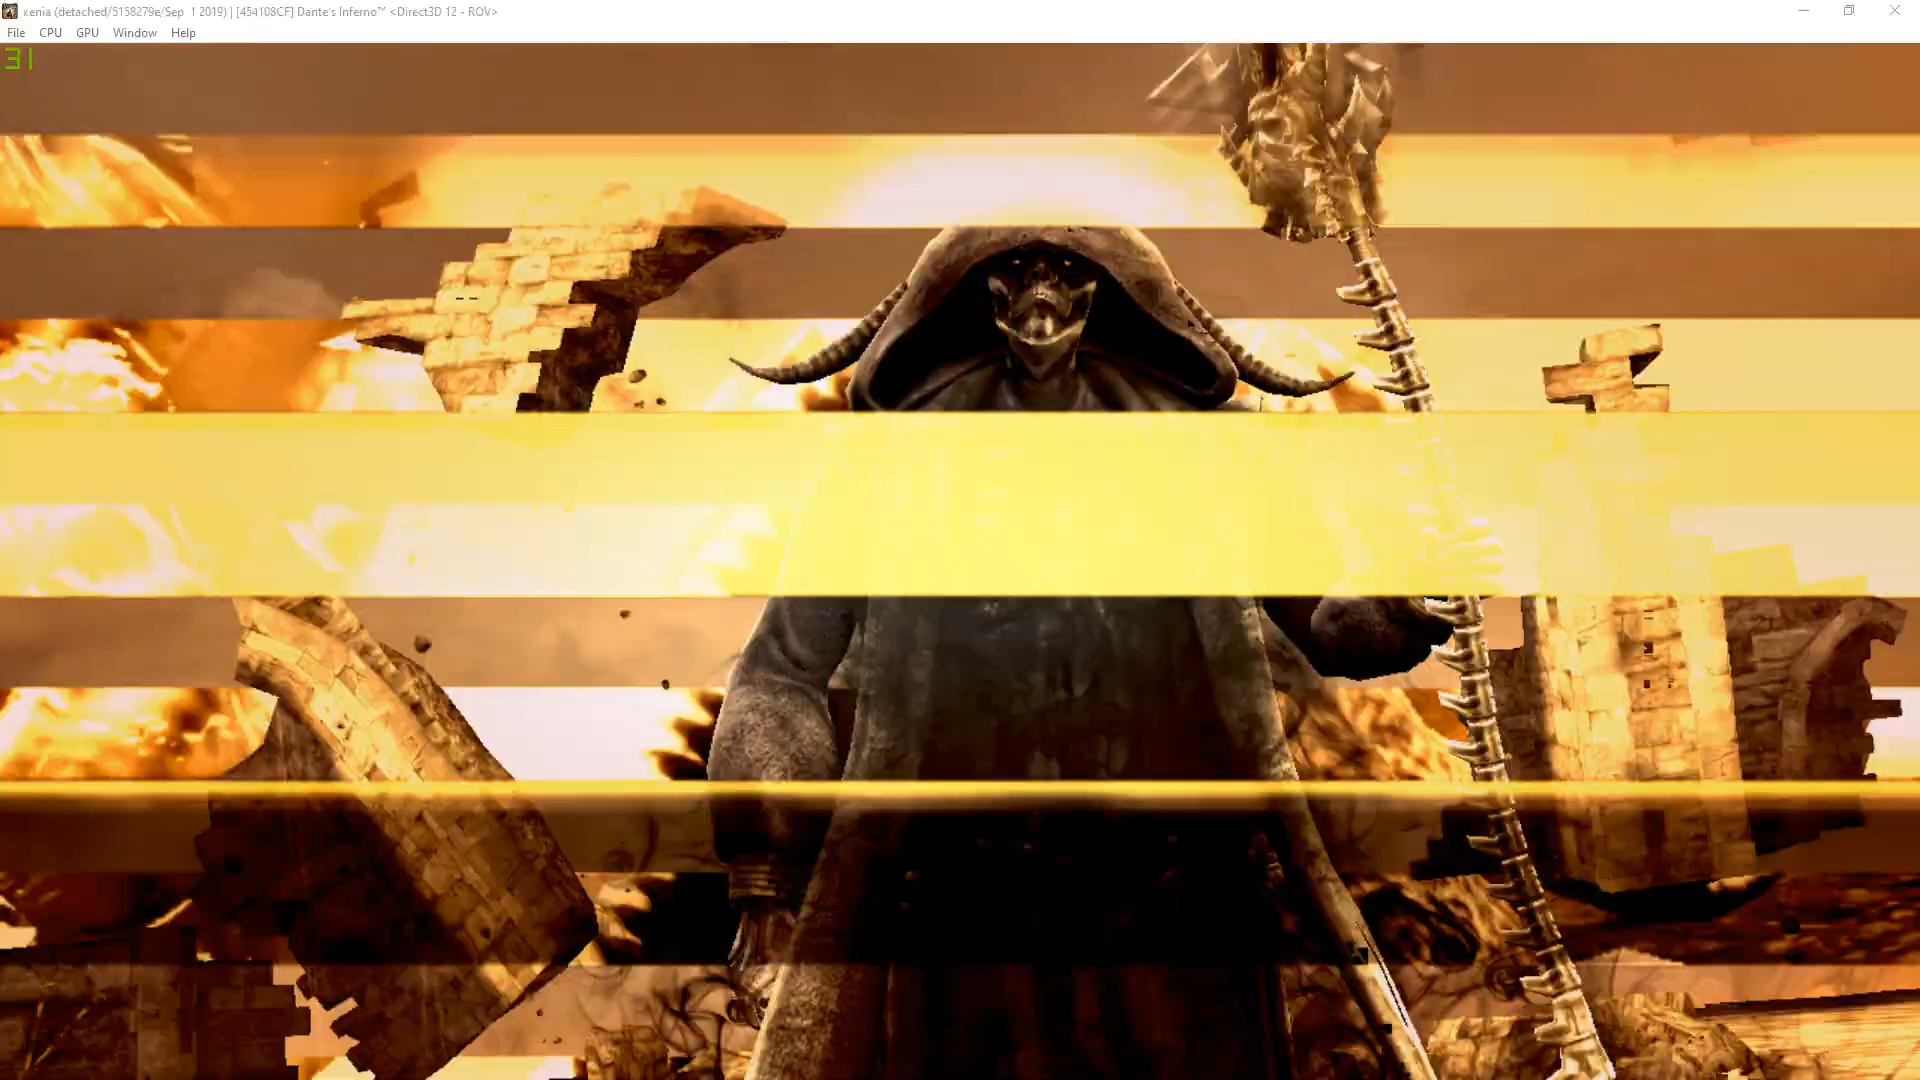 xenia (detached/5158279e/Sep 1 2019) | [454108CF] Dante's Inferno™ <Direct3D 12 - ROV>
File CPU GPU Window Help
31